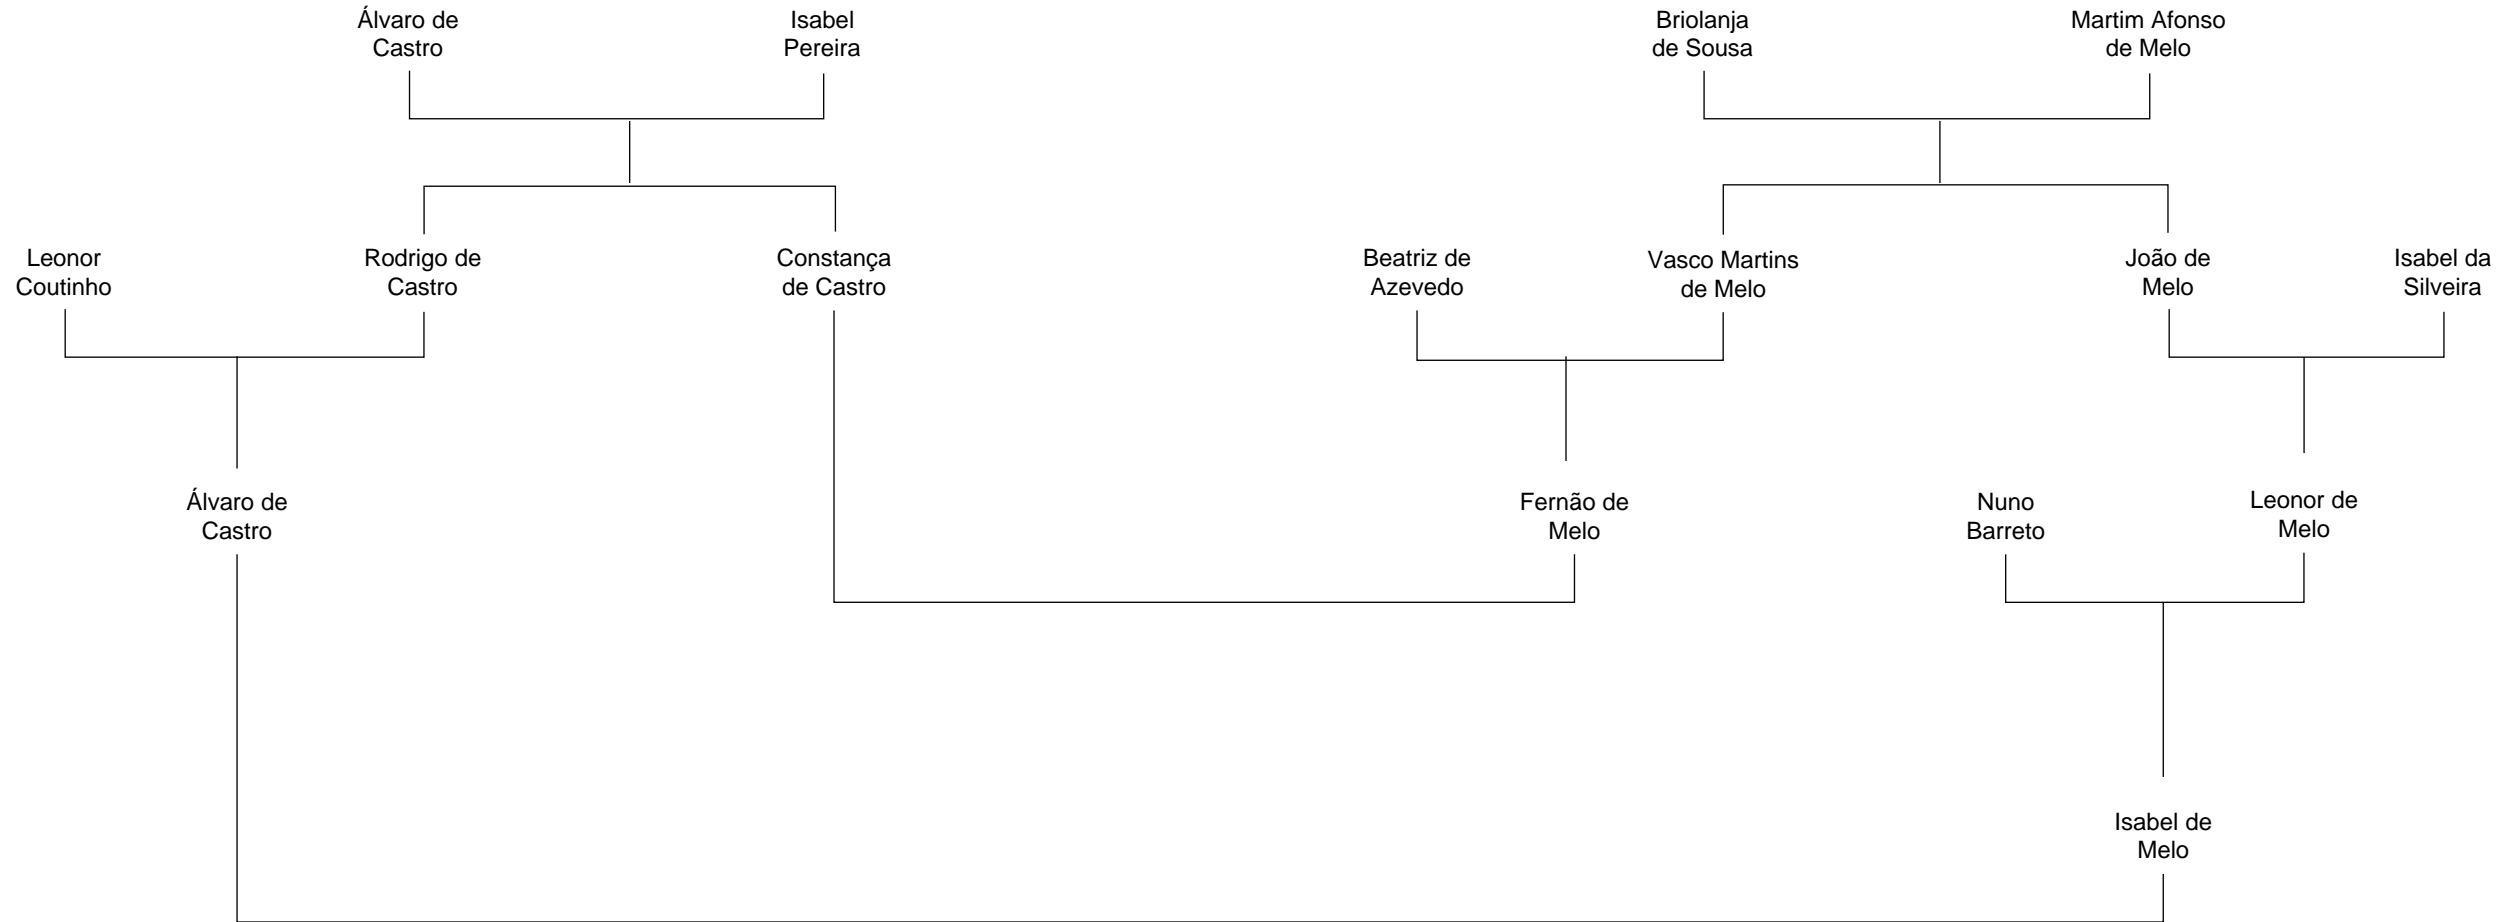 Álvaro de
Castro
Isabel
Pereira
Briolanja
de Sousa
Martim Afonso
de Melo
Leonor
Coutinho
Rodrigo de
Castro
Constança
de Castro
Beatriz de
Azevedo
Vasco Martins
de Melo
João de
Melo
Isabel da
Silveira
Álvaro de
Castro
Fernão de
Melo
Nuno
Barreto
Leonor de
Melo
Isabel de
Melo